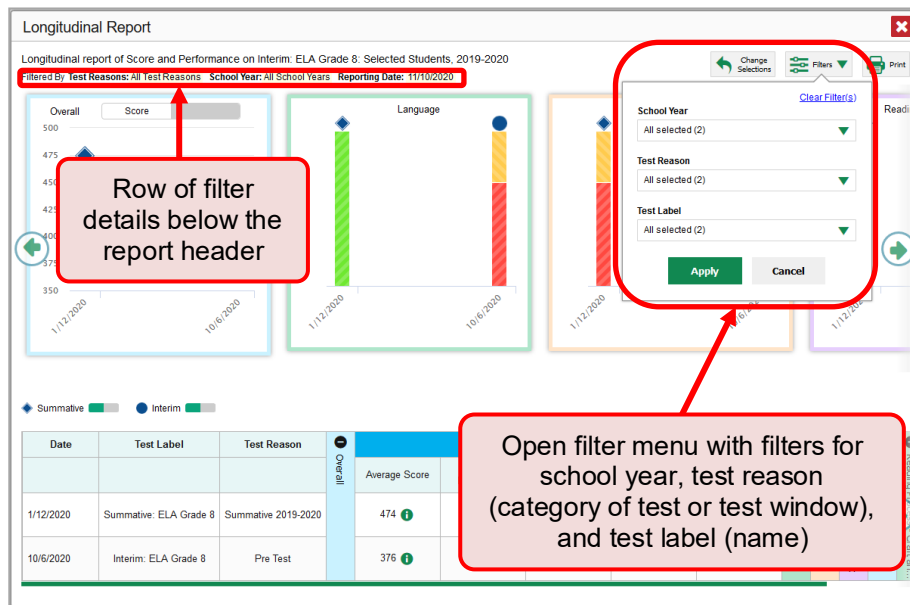 Longitudinal Report
Longitudinal report of Score and Performance on Interim: ELA Grade 8: Selected Students, 2019-2020
Filtered By Test Reasons: All Test Reasons School Year: All School Years Reporting Date: 11/10/2020
Change Selections
Filters
Print
Clear Filter(s)
School Year
All selected (2)
Test Reason
All selected (2)
Test Label
All selected (2)
Apply
Cancel
Overall
Score
500
475
350
1/12/2020
10/6/2020
Row of filter
details below the
report header
Language
1/12/2020
10/6/2020
1/12/2020
1/12/2020
Summative
Interim
Date
Test Label
Test Reason
Overall
Average Score
1/12/2020
Summative: ELA Grade 8
Summative 2019-2020
474
10/6/2020
Interim: ELA Grade 8
Pre Test
376
Open filter menu with filters for
school year, test reason
(category of test or test window),
and test label (name)